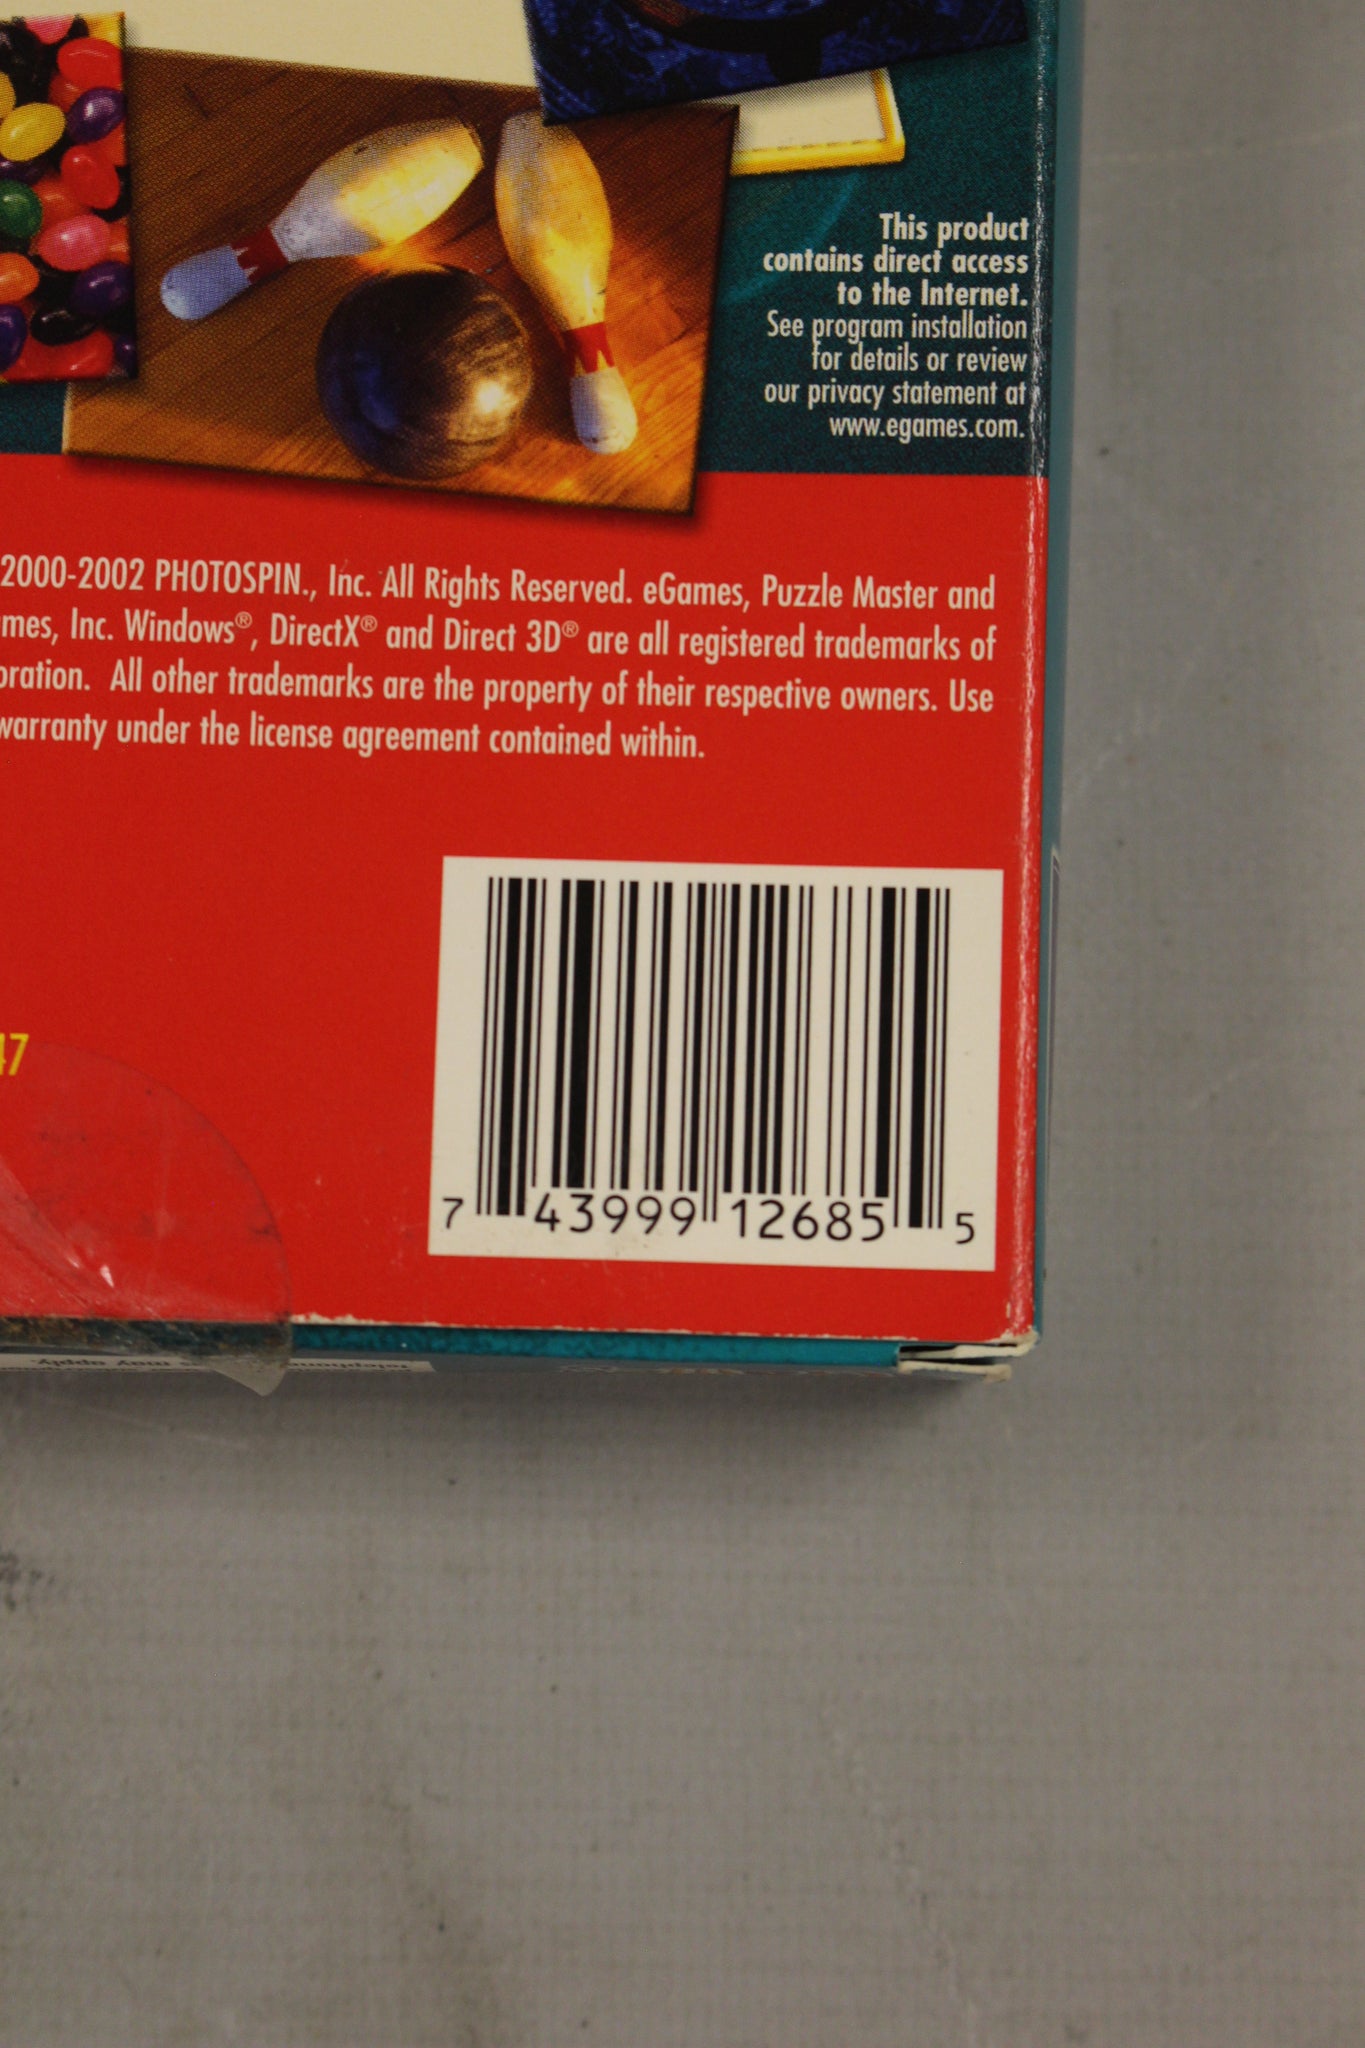 This product
contains direct access
to the Internet.
See program installation
for details or review
our privacy statement at
www.egames.com.
2000-2002 PHOTOSPIN., Inc. All Rights Reserved. eGames, Puzzle Master and
mes, Inc. Windows®, DirectX® and Direct 3D® are all registered trademarks of
oration. All other trademarks are the property of their respective owners. Use
warranty under the license agreement contained within.
47
7 43999 12685 5
may apply.